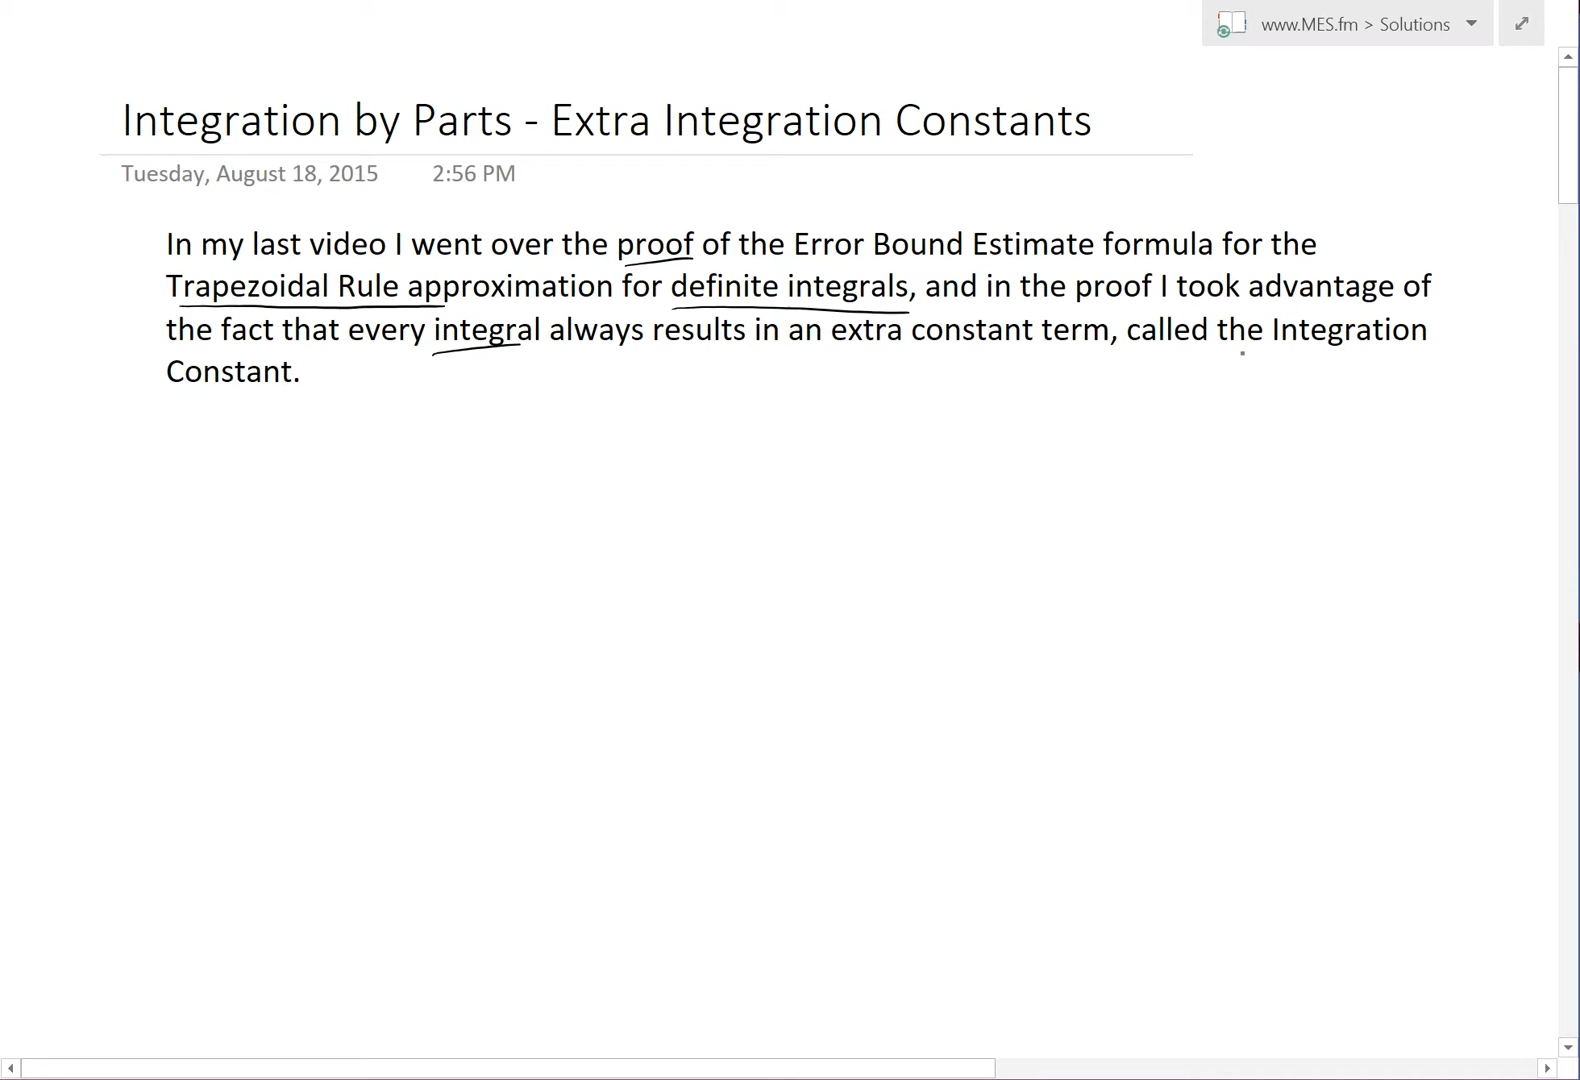 www.MES.fm > Solutions
Integration by Parts - Extra Integration Constants
Tuesday, August 18, 2015 2:56 PM
In my last video I went over the proof of the Error Bound Estimate formula for the
Trapezoidal Rule approximation for definite integrals, and in the proof I took advantage of
the fact that every integral always results in an extra constant term, called the Integration
Constant.